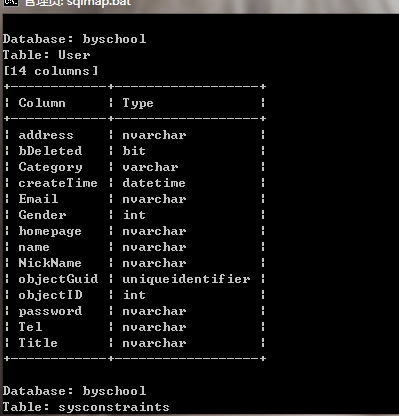 管理员: sqlmap.bat
Database: byschool
Table: User
[14 columns]
+------------+------------------+
¦ Column ¦ Type ¦
+------------+------------------+
¦ address ¦ nvarchar ¦
¦ bDeleted ¦ bit ¦
¦ Category ¦ varchar ¦
¦ createTime ¦ datetime ¦
¦ Email ¦ nvarchar ¦
¦ Gender ¦ int ¦
¦ homepage ¦ nvarchar ¦
¦ name ¦ nvarchar ¦
¦ NickName ¦ nvarchar ¦
¦ objectGuid ¦ uniqueidentifier ¦
¦ objectID ¦ int ¦
¦ password ¦ nvarchar ¦
¦ Tel ¦ nvarchar ¦
¦ Title ¦ nvarchar ¦
+------------+------------------+
Database: byschool
Table: sysconstraints